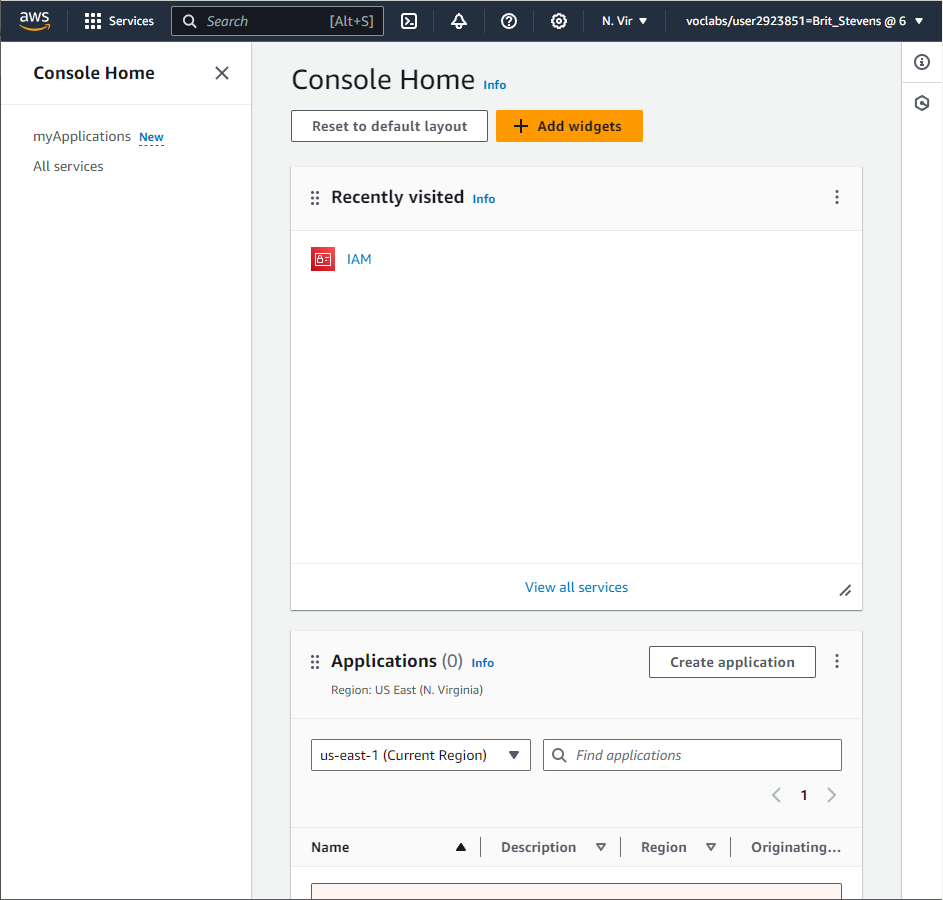 aws Services Search [Alt+S] N. Vir voclabs/user2923851=Brit_Stevens @ 6
Console Home
myApplications New
All services
Console Home Info
Reset to default layout Add widgets
Recently visited Info
IAM
View all services
Applications (0) Info Create application
Region: US East (N. Virginia)
us-east-1 (Current Region) Find applications
1
Name Description Region Originating...